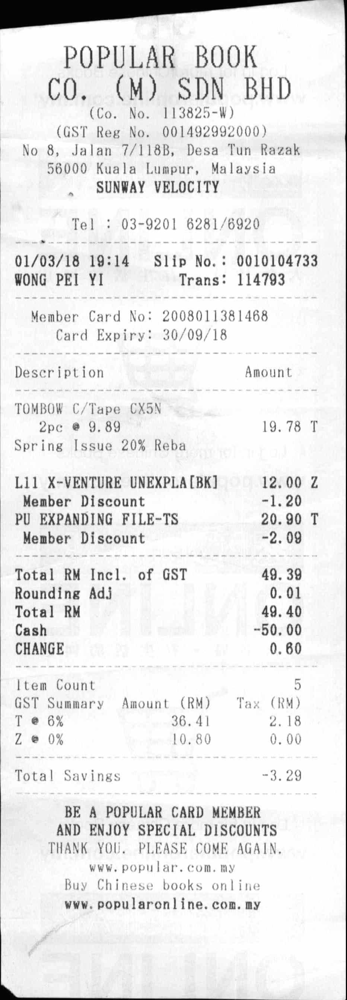 POPULAR BOOK
CO. (M) SDN BHD
(Co. No. 113825-W)
(GST Reg No. 001492992000)
No 8, Jalan 7/118B, Desa Tun Razak
56000 Kuala Lumpur, Malaysia
SUNWAY VELOCITY
Tel : 03-9201 6281/6920
01/03/18 19:14 Slip No.: 0010104733
WONG PEI YI Trans: 114793
Member Card No: 2008011381468
Card Expiry: 30/09/18
Description Amount
TOMBOW C/Tape CX5N
2pc @ 9.89 19.78 T
Spring Issue 20% Reba
L11 X-VENTURE UNEXPLA[BK] 12.00 Z
Member Discount -1.20
PU EXPANDING FILE-TS 20.90 T
Member Discount -2.09
Total RM Incl. of GST 49.39
Rounding Adj 0.01
Total RM 49.40
Cash -50.00
CHANGE 0.60
Item Count 5
GST Summary Amount (RM) Tax (RM)
T @ 6% 36.41 2.18
Z @ 0% 10.80 0.00
Total Savings -3.29
BE A POPULAR CARD MEMBER
AND ENJOY SPECIAL DISCOUNTS
THANK YOU. PLEASE COME AGAIN.
www.popular.com.my
Buy Chinese books online
www.popularonline.com.my